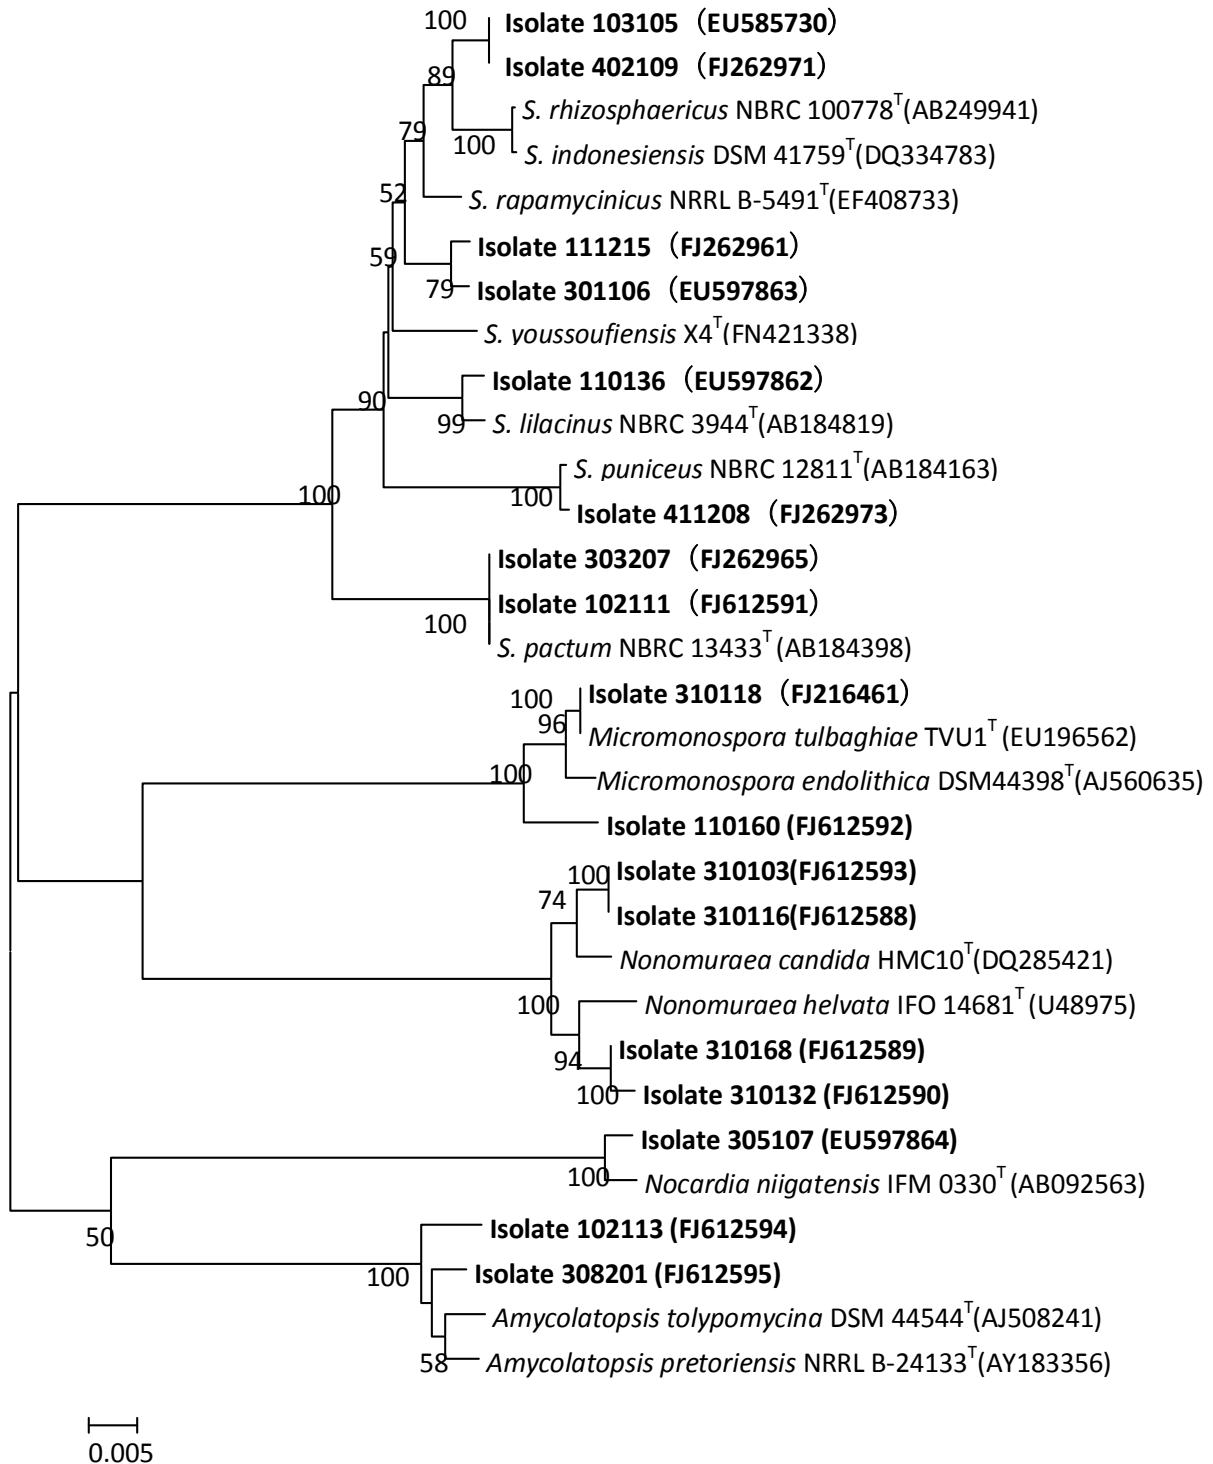 100
Isolate 103105 （EU585730）
Isolate 402109 （FJ262971）
89
S. rhizosphaericus NBRC 100778T(AB249941)
79
100
S. indonesiensis DSM 41759T(DQ334783)
52
S. rapamycinicus NRRL B-5491T(EF408733)
59
Isolate 111215 （FJ262961）
79
Isolate 301106 （EU597863）
S. youssoufiensis X4T(FN421338)
Isolate 110136 （EU597862）
90
99
S. lilacinus NBRC 3944T(AB184819)
S. puniceus NBRC 12811T(AB184163)
100
100
Isolate 411208 （FJ262973）
Isolate 303207 （FJ262965）
Isolate 102111 （FJ612591）
100
S. pactum NBRC 13433T (AB184398)
100
Isolate 310118 （FJ216461）
96
Micromonospora tulbaghiae TVU1T (EU196562)
100
Micromonospora endolithica DSM44398T(AJ560635)
Isolate 110160 (FJ612592)
100
Isolate 310103(FJ612593)
74
Isolate 310116(FJ612588)
Nonomuraea candida HMC10T(DQ285421)
100
Nonomuraea helvata IFO 14681T (U48975)
94
Isolate 310168 (FJ612589)
100
Isolate 310132 (FJ612590)
Isolate 305107 (EU597864)
100
Nocardia niigatensis IFM 0330T (AB092563)
50
Isolate 102113 (FJ612594)
100
Isolate 308201 (FJ612595)
Amycolatopsis tolypomycina DSM 44544T(AJ508241)
58
Amycolatopsis pretoriensis NRRL B-24133T(AY183356)
0.005